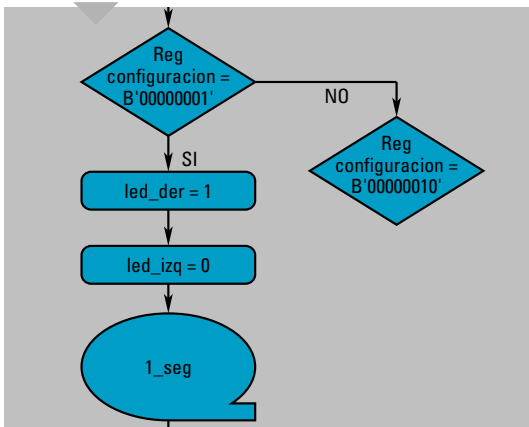 Reg
configuracion =
B'00000001'
NO
Reg
configuracion =
B'00000010'
SI
led_der = 1
led_izq = 0
1_seg